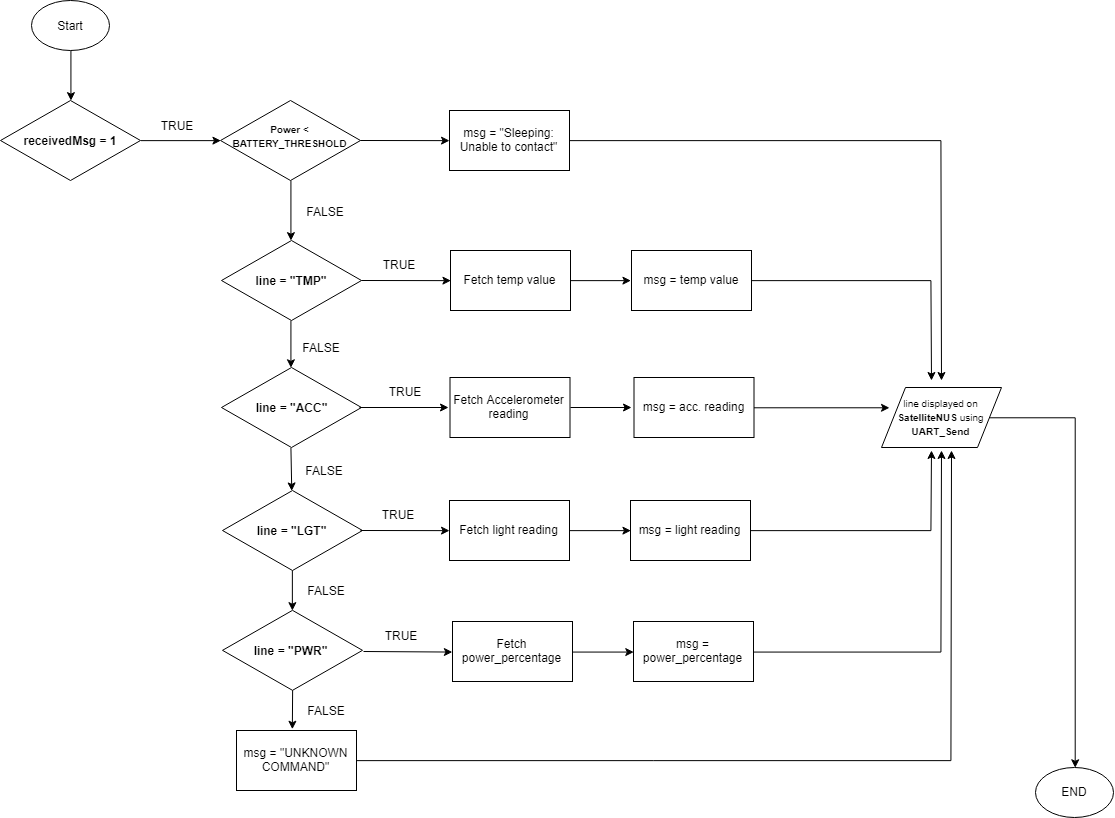 Start
receivedMsg = 1
TRUE
Power <
BATTERY_THRESHOLD
msg = "Sleeping:
Unable to contact"
FALSE
line = "TMP"
TRUE
Fetch temp value
msg = temp value
FALSE
line = "ACC"
TRUE
Fetch Accelerometer
reading
msg = acc. reading
line displayed on
SatelliteNUS using
UART_Send
FALSE
line = "LGT"
TRUE
Fetch light reading
msg = light reading
FALSE
line = "PWR"
TRUE
Fetch
power_percentage
msg =
power_percentage
FALSE
msg = "UNKNOWN
COMMAND"
END